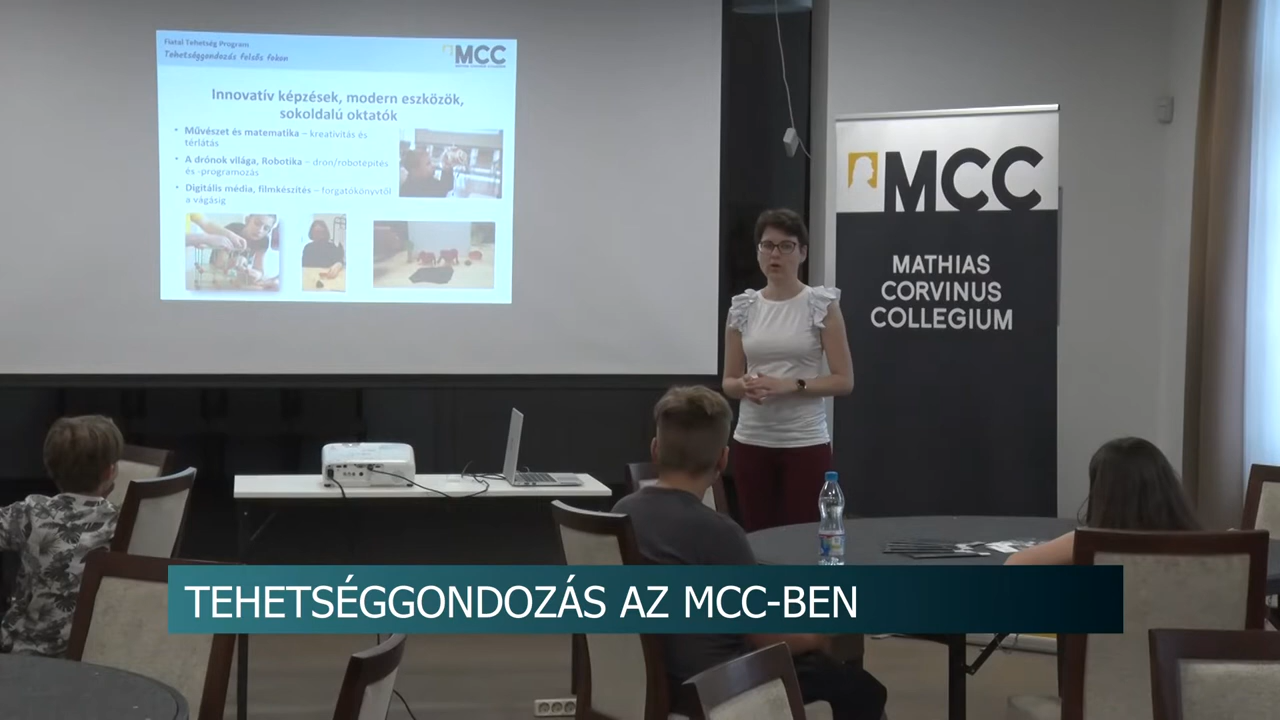 Fiatal Tehetség Program
Tehetséggondozás felsős fokon
MCC
Innovatív képzések, modern eszközök,
sokoldalú oktatók
• Művészet és matematika – kreativitás és
térlátás
• A drónok világa, Robotika – drón/robotépítés
és -programozás
• Digitális média, filmkészítés – forgatókönyvtől
a vágásig
MCC
MATHIAS
CORVINUS
COLLEGIUM
TEHETSÉGGONDOZÁS AZ MCC-BEN